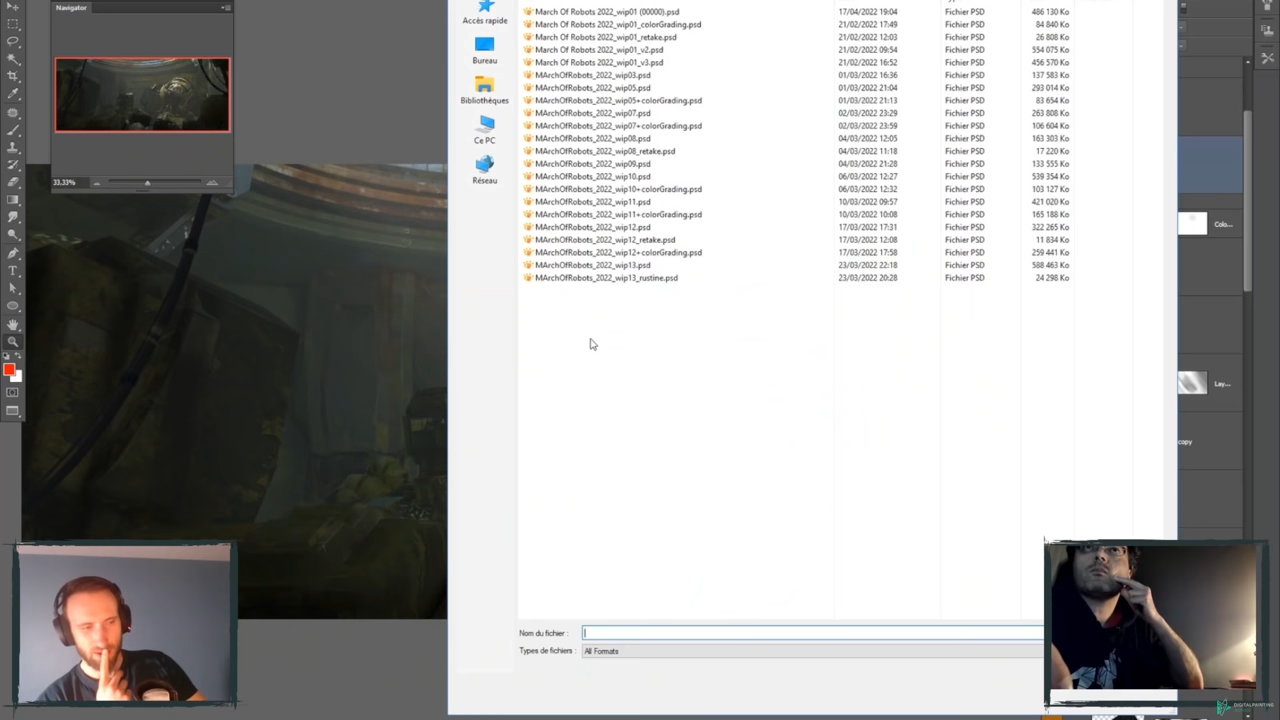 Navigator
33.33%
Accès rapide
Bureau
Bibliothèques
Ce PC
Réseau
March Of Robots 2022_wip01 (00000).psd 17/04/2022 19:04 Fichier PSD 486 130 Ko
March Of Robots 2022_wip01_colorGrading.psd 21/02/2022 17:49 Fichier PSD 84 840 Ko
March Of Robots 2022_wip01_retake.psd 21/02/2022 12:03 Fichier PSD 26 808 Ko
March Of Robots 2022_wip01_v2.psd 21/02/2022 09:54 Fichier PSD 554 075 Ko
March Of Robots 2022_wip01_v3.psd 21/02/2022 16:52 Fichier PSD 456 570 Ko
MArchOfRobots_2022_wip03.psd 01/03/2022 16:36 Fichier PSD 137 583 Ko
MArchOfRobots_2022_wip05.psd 01/03/2022 21:04 Fichier PSD 293 014 Ko
MArchOfRobots_2022_wip05+colorGrading.psd 01/03/2022 21:13 Fichier PSD 83 654 Ko
MArchOfRobots_2022_wip07.psd 02/03/2022 23:29 Fichier PSD 263 808 Ko
MArchOfRobots_2022_wip07+colorGrading.psd 02/03/2022 23:59 Fichier PSD 106 604 Ko
MArchOfRobots_2022_wip08.psd 04/03/2022 12:05 Fichier PSD 163 303 Ko
MArchOfRobots_2022_wip08_retake.psd 04/03/2022 11:18 Fichier PSD 17 220 Ko
MArchOfRobots_2022_wip09.psd 04/03/2022 21:28 Fichier PSD 133 555 Ko
MArchOfRobots_2022_wip10.psd 06/03/2022 12:27 Fichier PSD 539 354 Ko
MArchOfRobots_2022_wip10+colorGrading.psd 06/03/2022 12:32 Fichier PSD 103 127 Ko
MArchOfRobots_2022_wip11.psd 10/03/2022 09:57 Fichier PSD 421 020 Ko
MArchOfRobots_2022_wip11+colorGrading.psd 10/03/2022 10:08 Fichier PSD 165 188 Ko
MArchOfRobots_2022_wip12.psd 17/03/2022 17:31 Fichier PSD 322 265 Ko
MArchOfRobots_2022_wip12_retake.psd 17/03/2022 12:08 Fichier PSD 11 834 Ko
MArchOfRobots_2022_wip12+colorGrading.psd 17/03/2022 17:58 Fichier PSD 259 441 Ko
MArchOfRobots_2022_wip13.psd 23/03/2022 22:18 Fichier PSD 588 463 Ko
MArchOfRobots_2022_wip13_rustine.psd 23/03/2022 20:28 Fichier PSD 24 298 Ko
Nom du fichier :
Types de fichiers : All Formats
Colo...
Lay...
copy
DIGITALPAINTING